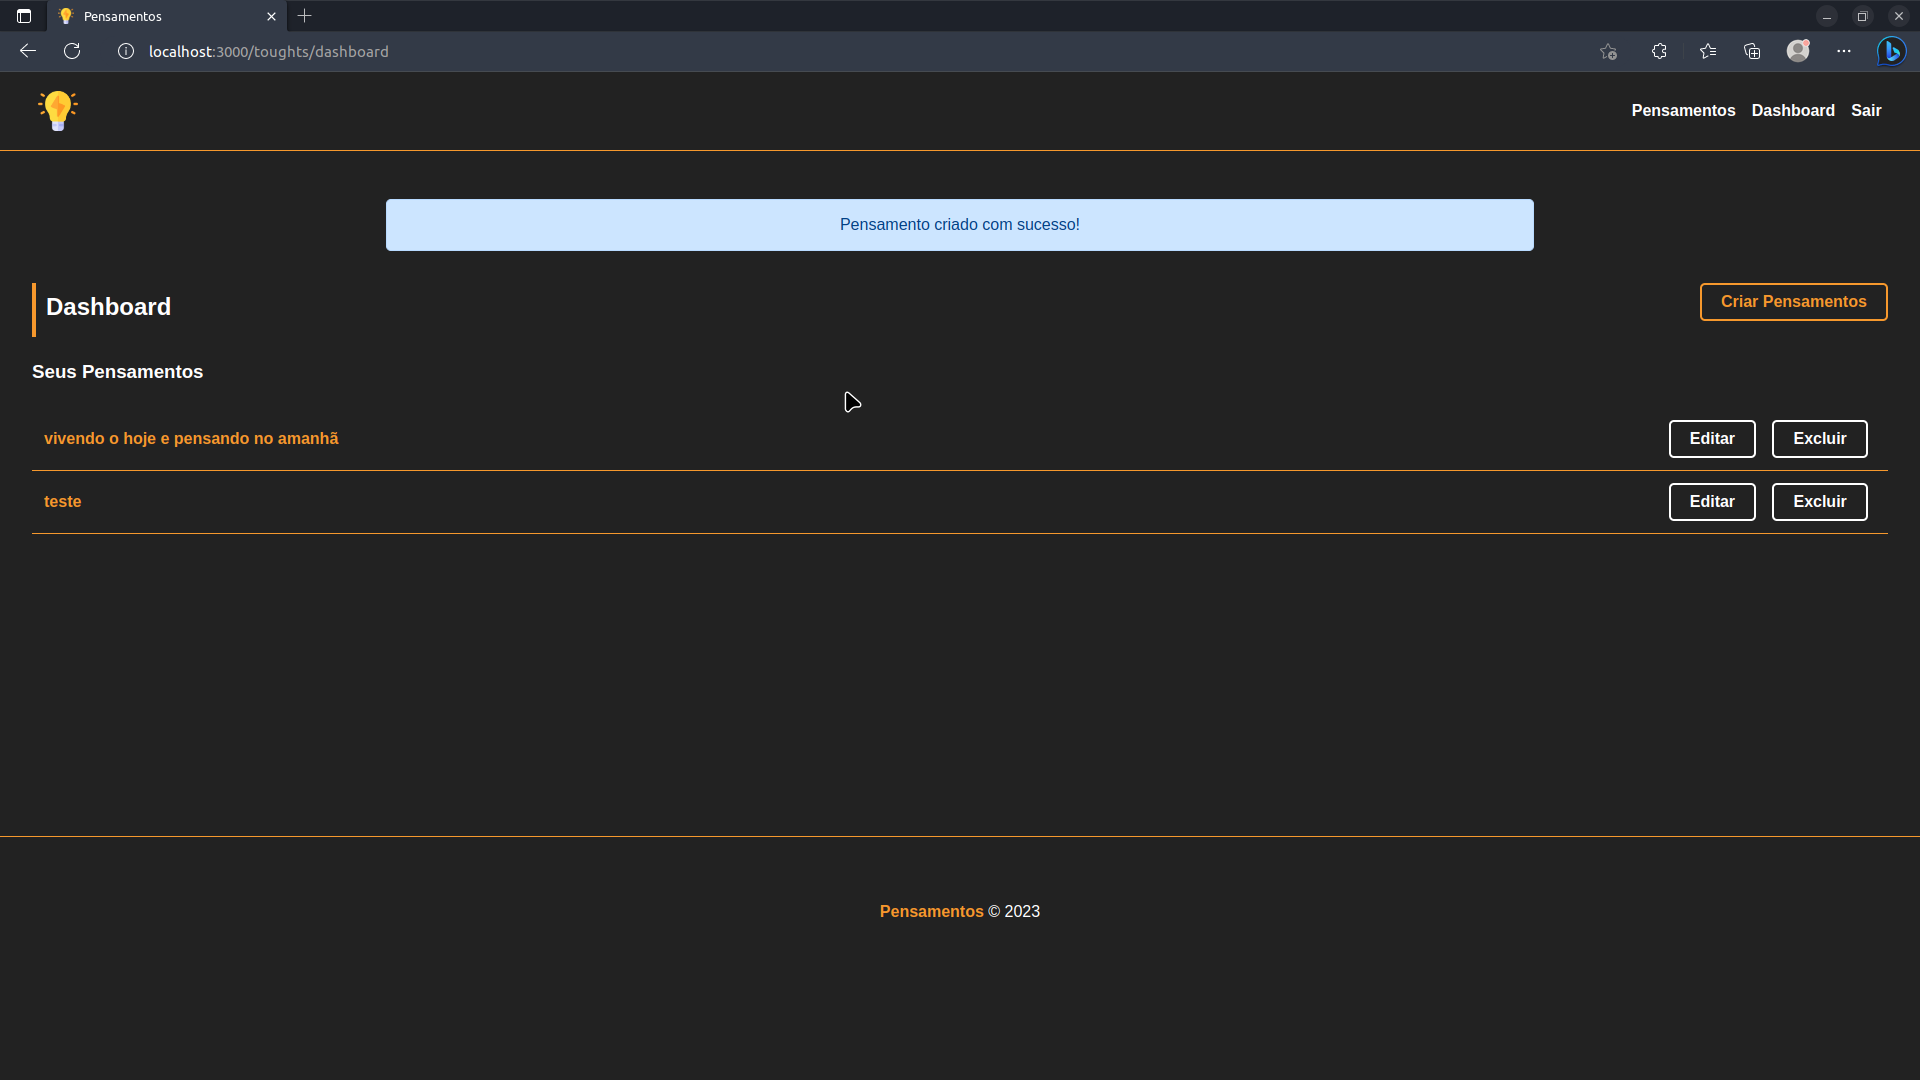 Pensamentos
localhost:3000/toughts/dashboard
Pensamentos Dashboard Sair
Pensamento criado com sucesso!
Dashboard
Criar Pensamentos
Seus Pensamentos
vivendo o hoje e pensando no amanhã
Editar Excluir
teste
Editar Excluir
Pensamentos © 2023